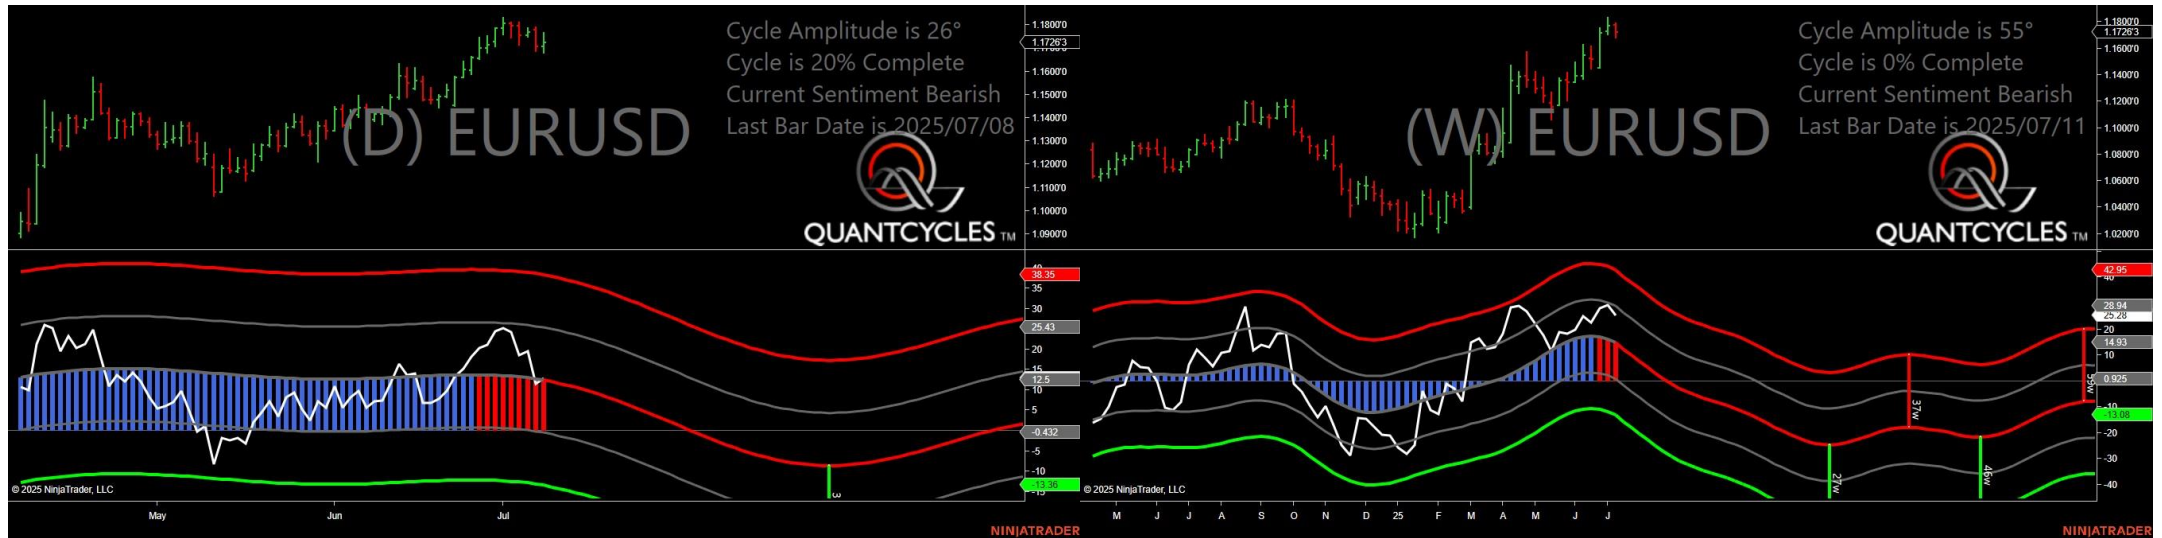 Cycle Amplitude is 26°
Cycle is 20% Complete
Current Sentiment Bearish
Last Bar Date is 2025/07/08
(D) EURUSD
QUANTCYCLES TM
1.1800'0
1.1726'3
1.1600'0
1.1500'0
1.1400'0
1.1300'0
1.1200'0
1.1100'0
1.1000'0
1.0900'0
38.35
35
30
25.43
20
15
12.5
10
5
-0.432
-5
-10
-13.36
3
© 2025 NinjaTrader, LLC
May
Jun
Jul
NINJATRADER
Cycle Amplitude is 55°
Cycle is 0% Complete
Current Sentiment Bearish
Last Bar Date is 2025/07/11
(W) EURUSD
QUANTCYCLES TM
1.1800'0
1.1726'3
1.1600'0
1.1400'0
1.1200'0
1.1000'0
1.0800'0
1.0600'0
1.0400'0
1.0200'0
42.95
40
28.94
25.28
20
14.93
10
0.925
-10
-13.08
-20
-30
-40
27w
37w
46w
59w
© 2025 NinjaTrader, LLC
M J J A S O N D 25 F M A M J J
NINJATRADER